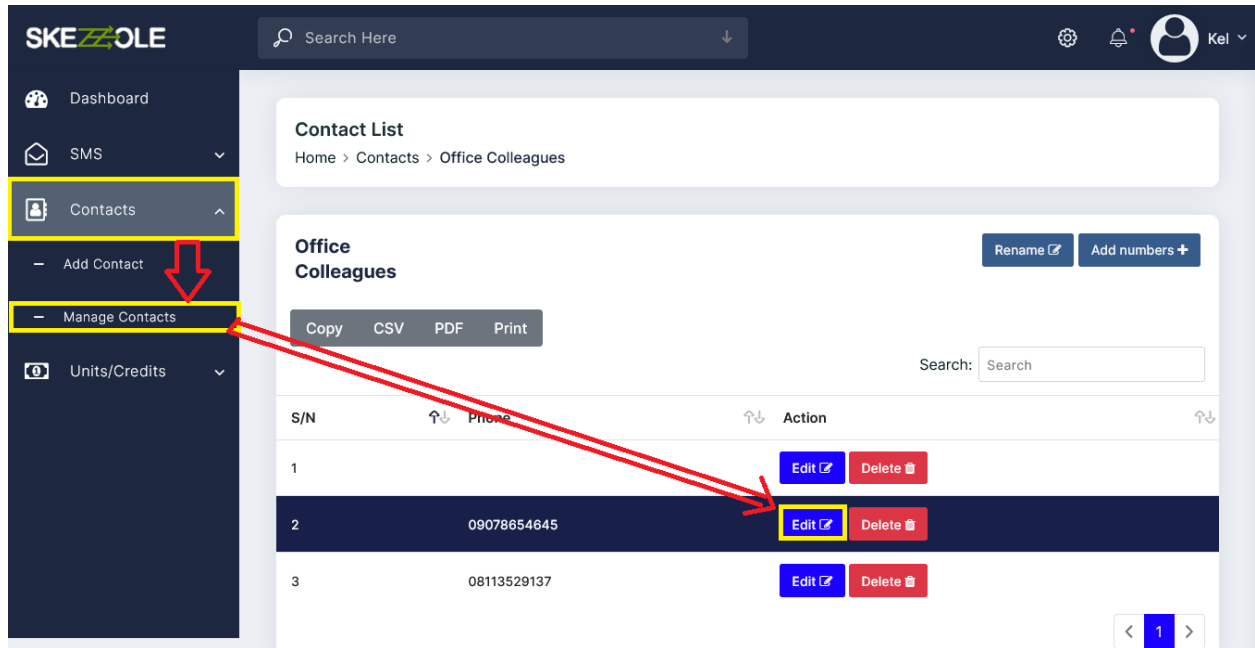 SKEZZOLE
Search Here
Kel
Dashboard
SMS
Contacts
Add Contact
Manage Contacts
Units/Credits
Contact List
Home > Contacts > Office Colleagues
Office
Colleagues
Rename
Add numbers +
Copy CSV PDF Print
Search: Search
S/N Phone Action
1 Edit Delete
2 09078654645 Edit Delete
3 08113529137 Edit Delete
< 1 >